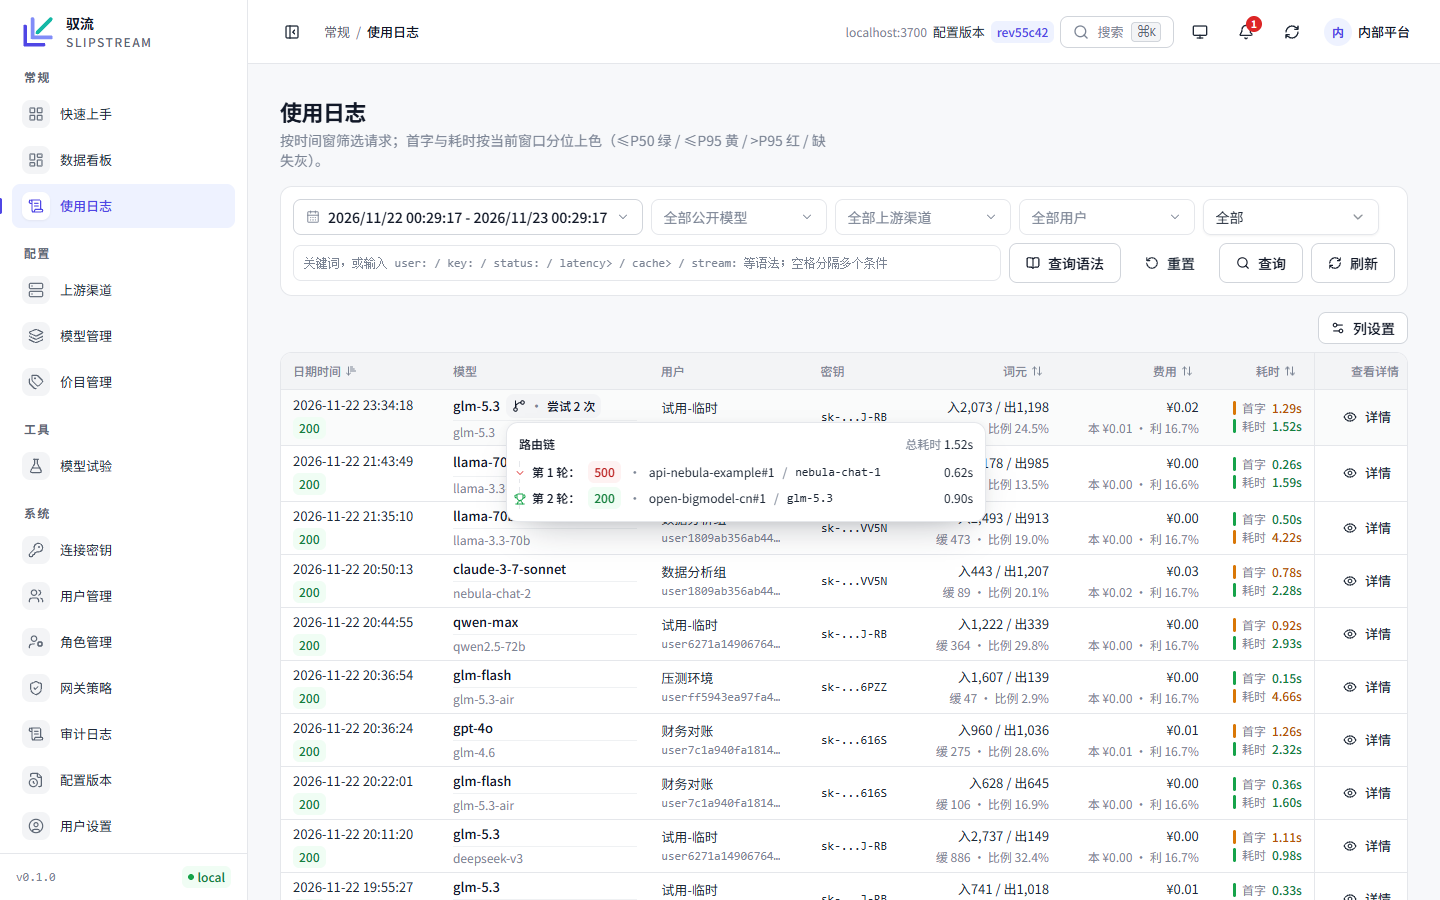 驭流
SLIPSTREAM
常规
快速上手
数据看板
使用日志
配置
上游渠道
模型管理
价目管理
工具
模型试验
系统
连接密钥
用户管理
角色管理
网关策略
审计日志
配置版本
用户设置
v0.1.0
local
常规 / 使用日志
localhost:3700 配置版本 rev55c42
搜索 ⌘K
1
内 内部平台
使用日志
按时间窗筛选请求；首字与耗时按当前窗口分位上色（≤P50 绿 / ≤P95 黄 / >P95 红 / 缺
失灰）。
2026/11/22 00:29:17 - 2026/11/23 00:29:17 全部公开模型 全部上游渠道 全部用户 全部
关键词，或输入 user: / key: / status: / latency> / cache> / stream: 等语法；空格分隔多个条件 查询语法 重置 查询 刷新
列设置
日期时间 模型 用户 密钥 词元 费用 耗时 查看详情
2026-11-22 23:34:18 glm-5.3 • 尝试 2 次 试用-临时 sk-...J-RB 入2,073 / 出1,198 ¥0.02 首字 1.29s 详情
200 glm-5.3 比例 24.5% 本 ¥0.01 • 利 16.7% 耗时 1.52s
路由链 总耗时 1.52s
第 1 轮： 500 • api-nebula-example#1 / nebula-chat-1 0.62s
第 2 轮： 200 • open-bigmodel-cn#1 / glm-5.3 0.90s
2026-11-22 21:43:49 llama-70 178 / 出985 ¥0.00 首字 0.26s 详情
200 llama-3.3 比例 13.5% 本 ¥0.00 • 利 16.6% 耗时 1.59s
2026-11-22 21:35:10 llama-70b 数据分析组 sk-...VV5N 入2,493 / 出913 ¥0.00 首字 0.50s 详情
200 llama-3.3-70b user1809ab356ab44… 缓 473 • 比例 19.0% 本 ¥0.00 • 利 16.7% 耗时 4.22s
2026-11-22 20:50:13 claude-3-7-sonnet 数据分析组 sk-...VV5N 入443 / 出1,207 ¥0.03 首字 0.78s 详情
200 nebula-chat-2 user1809ab356ab44… 缓 89 • 比例 20.1% 本 ¥0.02 • 利 16.7% 耗时 2.28s
2026-11-22 20:44:55 qwen-max 试用-临时 sk-...J-RB 入1,222 / 出339 ¥0.00 首字 0.92s 详情
200 qwen2.5-72b user6271a14906764… 缓 364 • 比例 29.8% 本 ¥0.00 • 利 16.7% 耗时 2.93s
2026-11-22 20:36:54 glm-flash 压测环境 sk-...6PZZ 入1,607 / 出139 ¥0.00 首字 0.15s 详情
200 glm-5.3-air userff5943ea97fa4… 缓 47 • 比例 2.9% 本 ¥0.00 • 利 16.7% 耗时 4.66s
2026-11-22 20:36:24 gpt-4o 财务对账 sk-...616S 入960 / 出1,036 ¥0.01 首字 1.26s 详情
200 glm-4.6 user7c1a940fa1814… 缓 275 • 比例 28.6% 本 ¥0.01 • 利 16.7% 耗时 2.32s
2026-11-22 20:22:01 glm-flash 财务对账 sk-...616S 入628 / 出645 ¥0.00 首字 0.36s 详情
200 glm-5.3-air user7c1a940fa1814… 缓 106 • 比例 16.9% 本 ¥0.00 • 利 16.6% 耗时 1.60s
2026-11-22 20:11:20 glm-5.3 试用-临时 sk-...J-RB 入2,737 / 出149 ¥0.00 首字 1.11s 详情
200 deepseek-v3 user6271a14906764… 缓 886 • 比例 32.4% 本 ¥0.00 • 利 16.7% 耗时 0.98s
2026-11-22 19:55:27 glm-5.3 试用-临时 sk-...J-RB 入741 / 出1,018 ¥0.01 首字 0.33s 详情